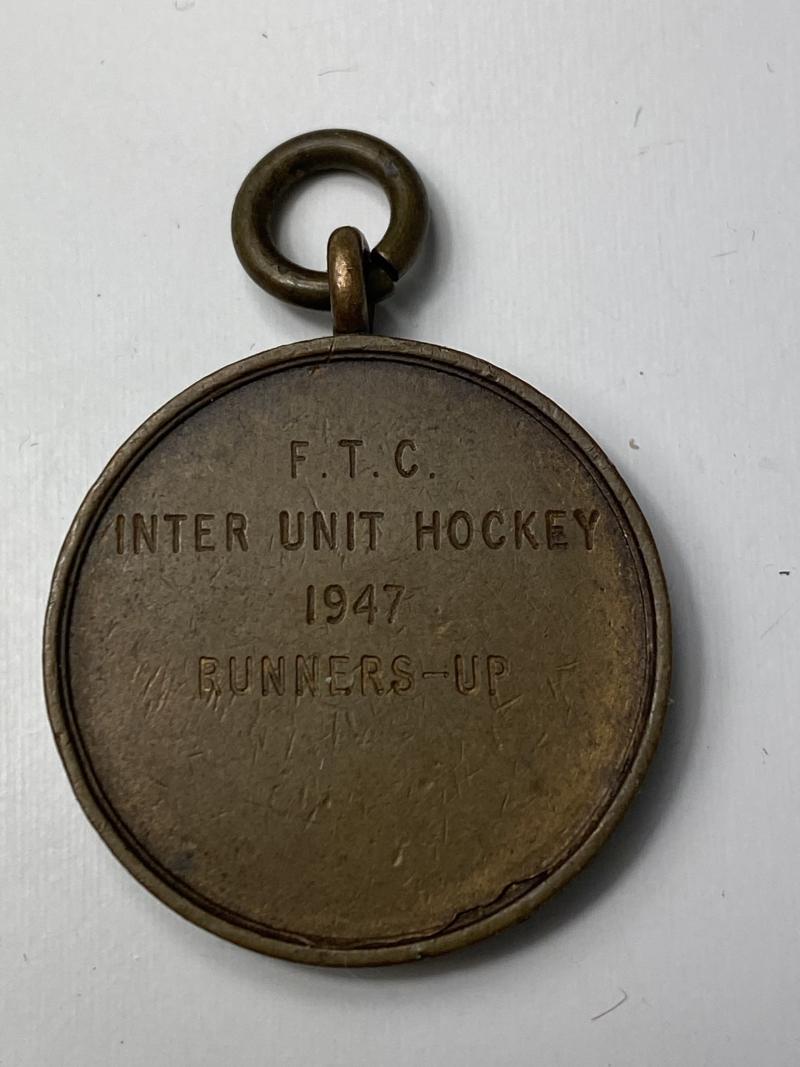 F.T.C.
INTER UNIT HOCKEY
1947
RUNNERS-UP